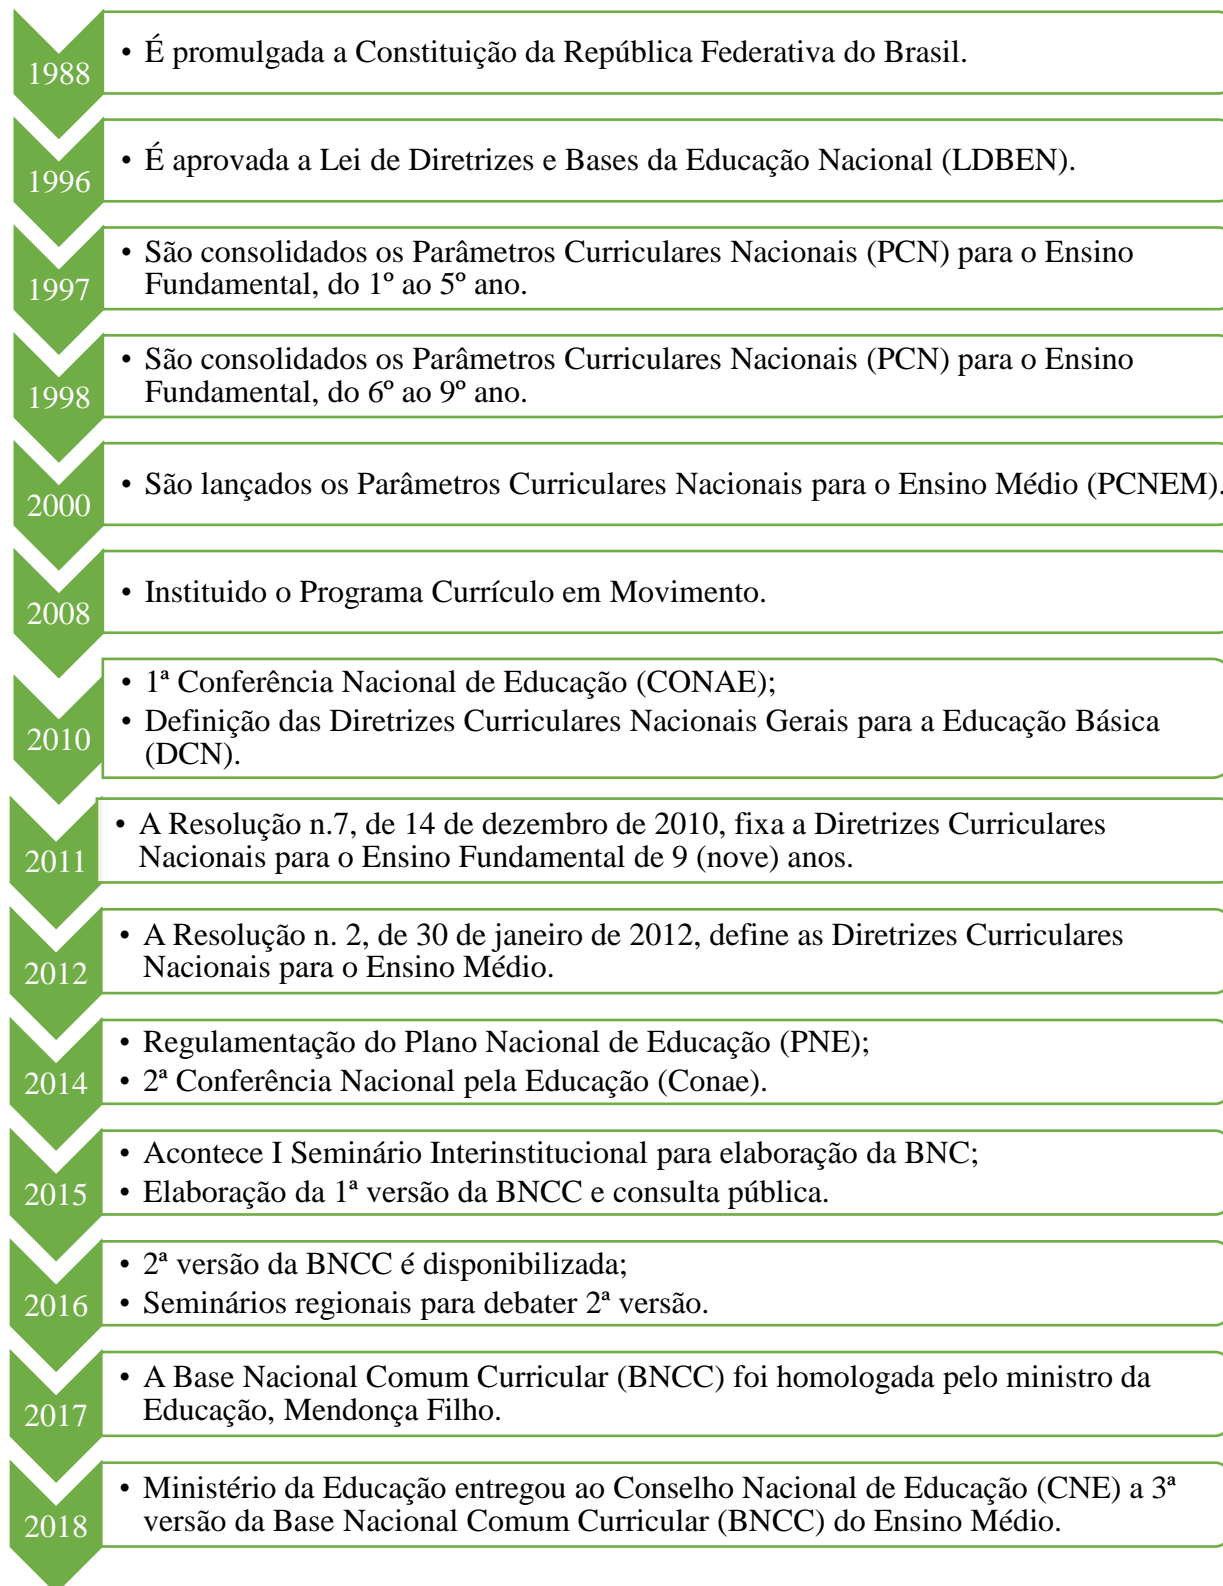 1988
• É promulgada a Constituição da República Federativa do Brasil.
1996
• É aprovada a Lei de Diretrizes e Bases da Educação Nacional (LDBEN).
1997
• São consolidados os Parâmetros Curriculares Nacionais (PCN) para o Ensino
Fundamental, do 1º ao 5º ano.
1998
• São consolidados os Parâmetros Curriculares Nacionais (PCN) para o Ensino
Fundamental, do 6º ao 9º ano.
2000
• São lançados os Parâmetros Curriculares Nacionais para o Ensino Médio (PCNEM).
2008
• Instituido o Programa Currículo em Movimento.
2010
• 1ª Conferência Nacional de Educação (CONAE);
• Definição das Diretrizes Curriculares Nacionais Gerais para a Educação Básica
(DCN).
2011
• A Resolução n.7, de 14 de dezembro de 2010, fixa a Diretrizes Curriculares
Nacionais para o Ensino Fundamental de 9 (nove) anos.
2012
• A Resolução n. 2, de 30 de janeiro de 2012, define as Diretrizes Curriculares
Nacionais para o Ensino Médio.
2014
• Regulamentação do Plano Nacional de Educação (PNE);
• 2ª Conferência Nacional pela Educação (Conae).
2015
• Acontece I Seminário Interinstitucional para elaboração da BNC;
• Elaboração da 1ª versão da BNCC e consulta pública.
2016
• 2ª versão da BNCC é disponibilizada;
• Seminários regionais para debater 2ª versão.
2017
• A Base Nacional Comum Curricular (BNCC) foi homologada pelo ministro da
Educação, Mendonça Filho.
2018
• Ministério da Educação entregou ao Conselho Nacional de Educação (CNE) a 3ª
versão da Base Nacional Comum Curricular (BNCC) do Ensino Médio.